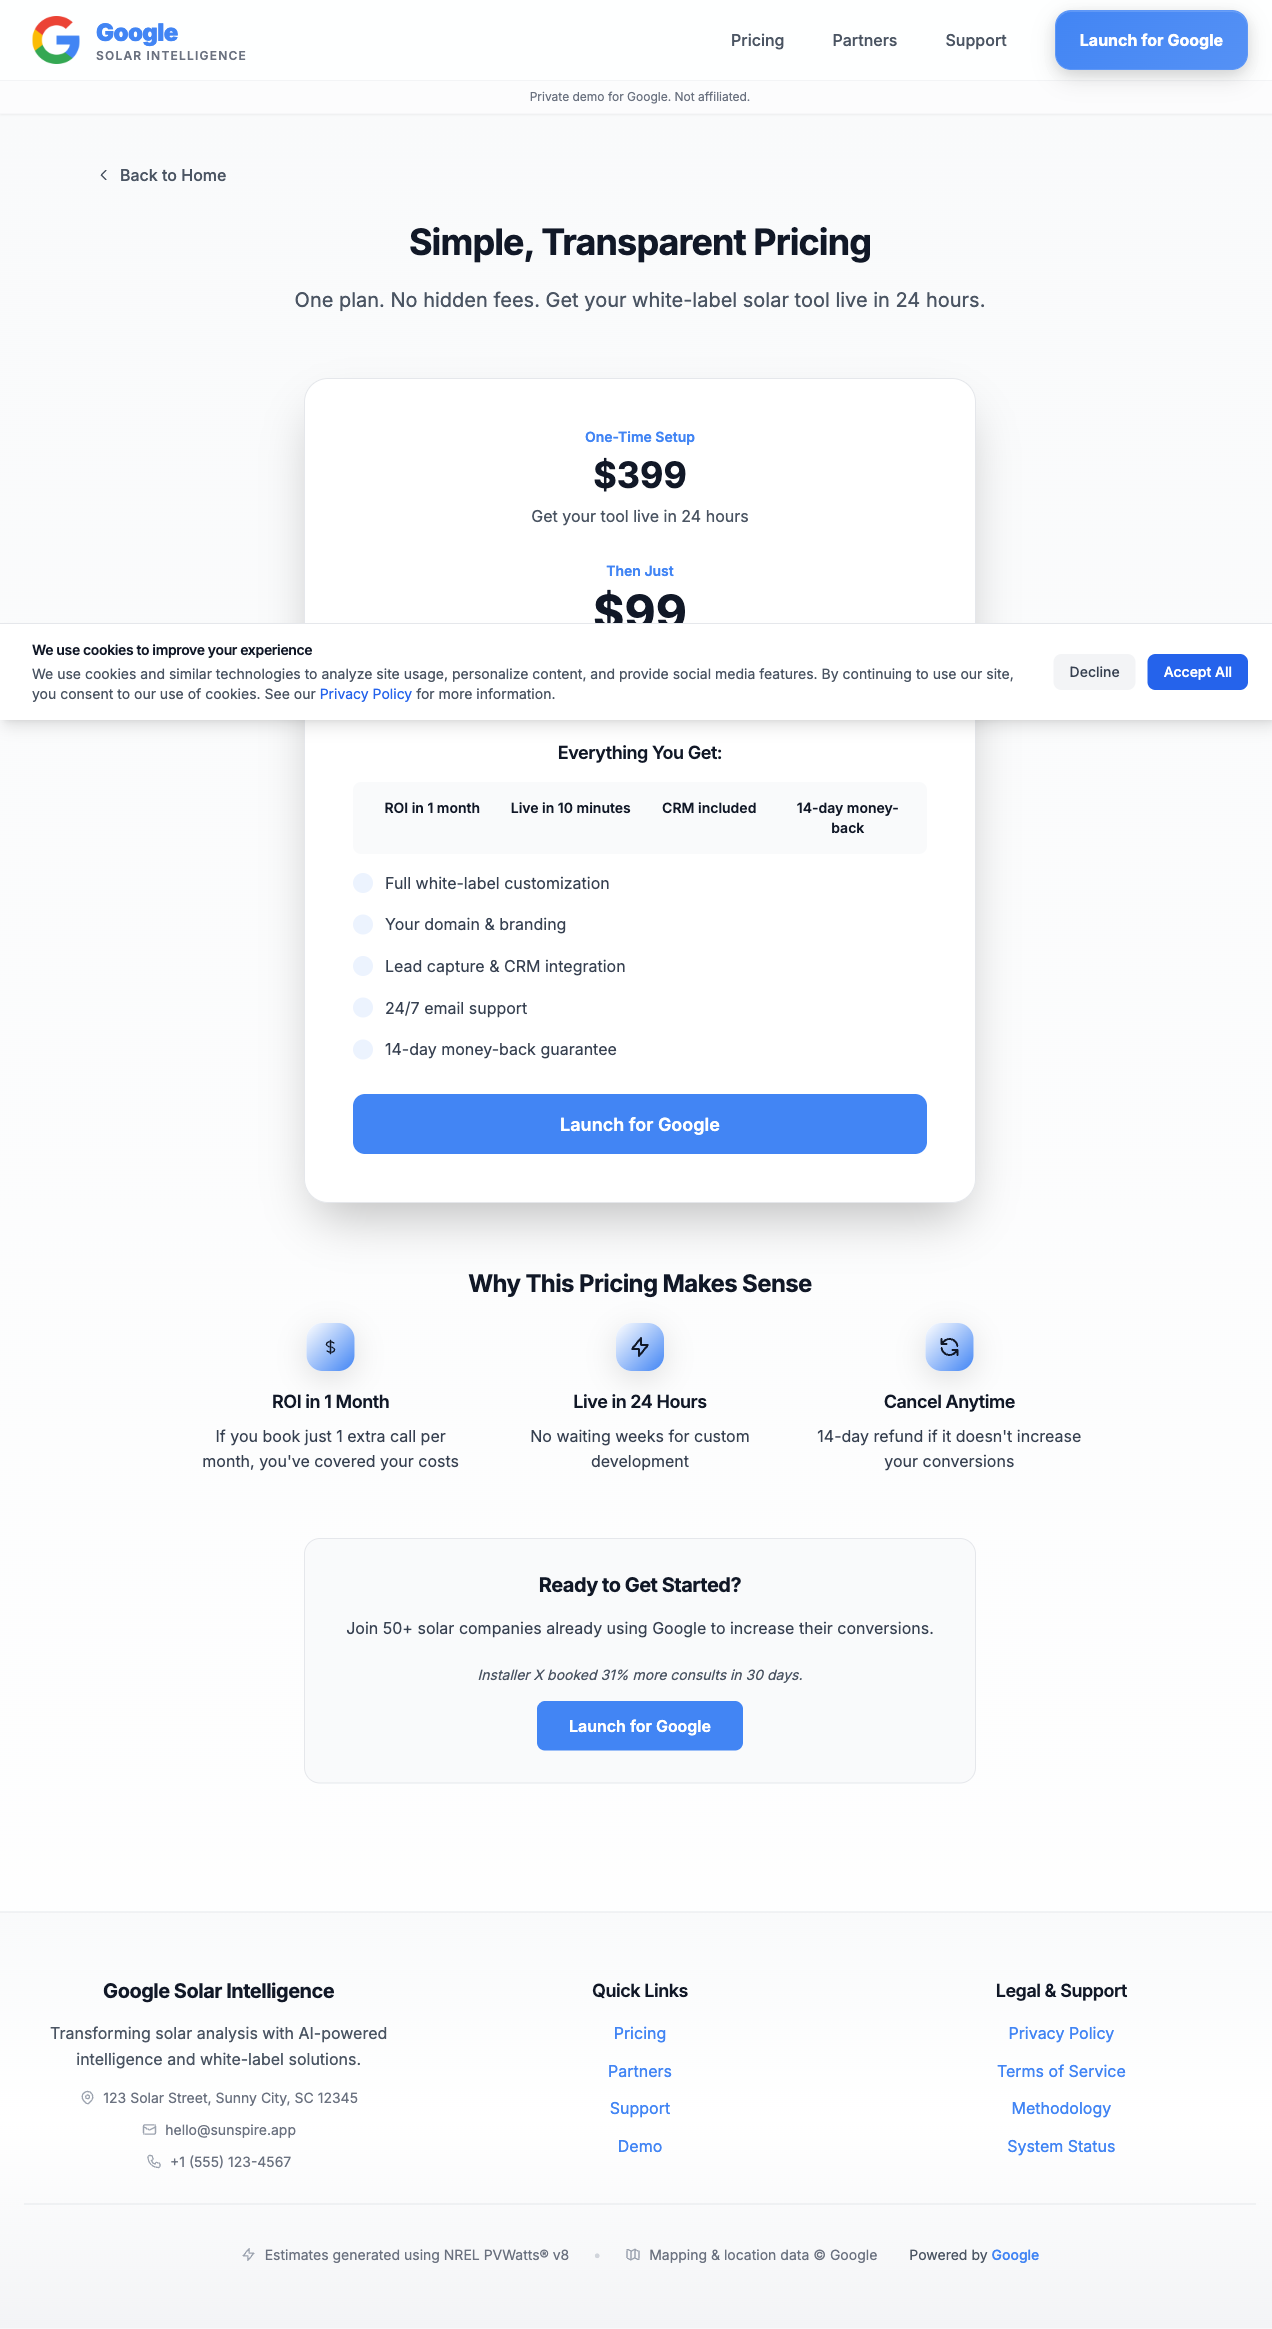 Google
SOLAR INTELLIGENCE
Pricing
Partners
Support
Launch for Google
Private demo for Google. Not affiliated.
Back to Home
Simple, Transparent Pricing
One plan. No hidden fees. Get your white-label solar tool live in 24 hours.
One-Time Setup
$399
Get your tool live in 24 hours
Then Just
$99
We use cookies to improve your experience
We use cookies and similar technologies to analyze site usage, personalize content, and provide social media features. By continuing to use our site,
you consent to our use of cookies. See our Privacy Policy for more information.
Decline
Accept All
Everything You Get:
ROI in 1 month
Live in 10 minutes
CRM included
14-day money-
back
Full white-label customization
Your domain & branding
Lead capture & CRM integration
24/7 email support
14-day money-back guarantee
Launch for Google
Why This Pricing Makes Sense
ROI in 1 Month
If you book just 1 extra call per
month, you've covered your costs
Live in 24 Hours
No waiting weeks for custom
development
Cancel Anytime
14-day refund if it doesn't increase
your conversions
Ready to Get Started?
Join 50+ solar companies already using Google to increase their conversions.
Installer X booked 31% more consults in 30 days.
Launch for Google
Google Solar Intelligence
Transforming solar analysis with AI-powered
intelligence and white-label solutions.
123 Solar Street, Sunny City, SC 12345
hello@sunspire.app
+1 (555) 123-4567
Quick Links
Pricing
Partners
Support
Demo
Legal & Support
Privacy Policy
Terms of Service
Methodology
System Status
Estimates generated using NREL PVWatts® v8
Mapping & location data © Google
Powered by Google